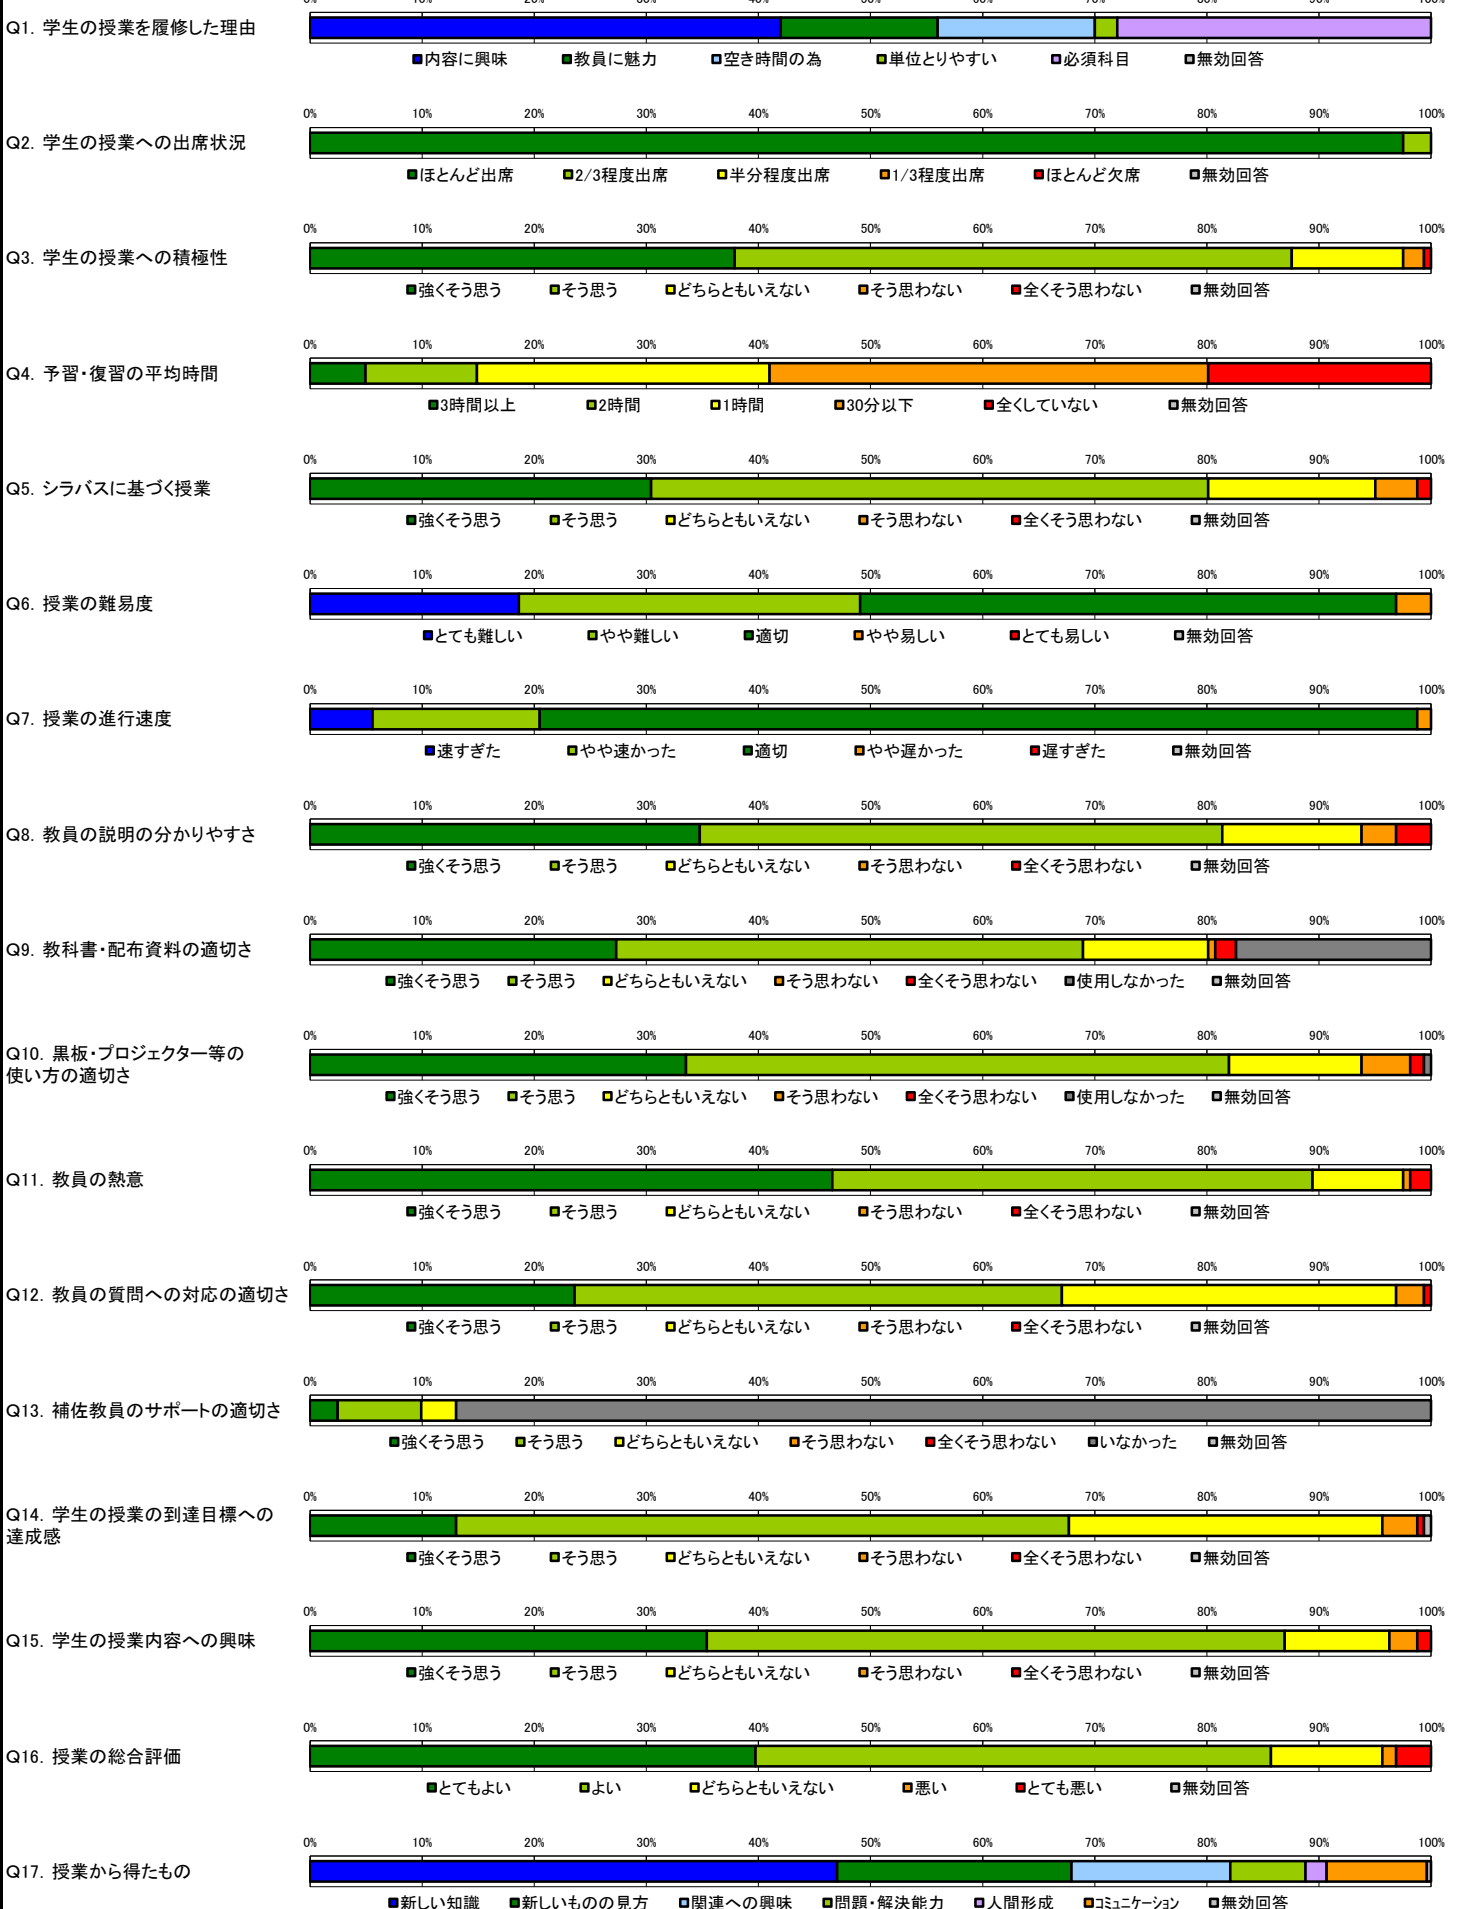 Q1. 学生の授業を履修した理由
■内容に興味 ■教員に魅力 □空き時間の為 □単位とりやすい □必須科目 □無効回答
0% 10% 20% 30% 40% 50% 60% 70% 80% 90% 100%
Q2. 学生の授業への出席状況
■ほとんど出席 ■2/3程度出席 □半分程度出席 ■1/3程度出席 ■ほとんど欠席 □無効回答
0% 10% 20% 30% 40% 50% 60% 70% 80% 90% 100%
Q3. 学生の授業への積極性
■強くそう思う ■そう思う □どちらともいえない ■そう思わない ■全くそう思わない □無効回答
0% 10% 20% 30% 40% 50% 60% 70% 80% 90% 100%
Q4. 予習・復習の平均時間
■3時間以上 ■2時間 □1時間 ■30分以下 ■全くしていない □無効回答
0% 10% 20% 30% 40% 50% 60% 70% 80% 90% 100%
Q5. シラバスに基づく授業
■強くそう思う ■そう思う □どちらともいえない ■そう思わない ■全くそう思わない □無効回答
0% 10% 20% 30% 40% 50% 60% 70% 80% 90% 100%
Q6. 授業の難易度
■とても難しい □やや難しい ■適切 ■やや易しい ■とても易しい □無効回答
0% 10% 20% 30% 40% 50% 60% 70% 80% 90% 100%
Q7. 授業の進行速度
■速すぎた □やや速かった ■適切 ■やや遅かった ■遅すぎた □無効回答
0% 10% 20% 30% 40% 50% 60% 70% 80% 90% 100%
Q8. 教員の説明の分かりやすさ
■強くそう思う ■そう思う □どちらともいえない ■そう思わない ■全くそう思わない □無効回答
0% 10% 20% 30% 40% 50% 60% 70% 80% 90% 100%
Q9. 教科書・配布資料の適切さ
■強くそう思う ■そう思う □どちらともいえない ■そう思わない ■全くそう思わない ■使用しなかった □無効回答
0% 10% 20% 30% 40% 50% 60% 70% 80% 90% 100%
Q10. 黒板・プロジェクター等の
使い方の適切さ
■強くそう思う ■そう思う □どちらともいえない ■そう思わない ■全くそう思わない ■使用しなかった □無効回答
0% 10% 20% 30% 40% 50% 60% 70% 80% 90% 100%
Q11. 教員の熱意
■強くそう思う ■そう思う □どちらともいえない ■そう思わない ■全くそう思わない □無効回答
0% 10% 20% 30% 40% 50% 60% 70% 80% 90% 100%
Q12. 教員の質問への対応の適切さ
■強くそう思う ■そう思う □どちらともいえない ■そう思わない ■全くそう思わない □無効回答
0% 10% 20% 30% 40% 50% 60% 70% 80% 90% 100%
Q13. 補佐教員のサポートの適切さ
■強くそう思う ■そう思う □どちらともいえない ■そう思わない ■全くそう思わない ■いなかった □無効回答
0% 10% 20% 30% 40% 50% 60% 70% 80% 90% 100%
Q14. 学生の授業の到達目標への
達成感
■強くそう思う ■そう思う □どちらともいえない ■そう思わない ■全くそう思わない □無効回答
0% 10% 20% 30% 40% 50% 60% 70% 80% 90% 100%
Q15. 学生の授業内容への興味
■強くそう思う ■そう思う □どちらともいえない ■そう思わない ■全くそう思わない □無効回答
0% 10% 20% 30% 40% 50% 60% 70% 80% 90% 100%
Q16. 授業の総合評価
■とてもよい ■よい □どちらともいえない ■悪い ■とても悪い □無効回答
0% 10% 20% 30% 40% 50% 60% 70% 80% 90% 100%
Q17. 授業から得たもの
■新しい知識 ■新しいものの見方 □関連への興味 □問題・解決能力 □人間形成 ■コミュニケーション □無効回答